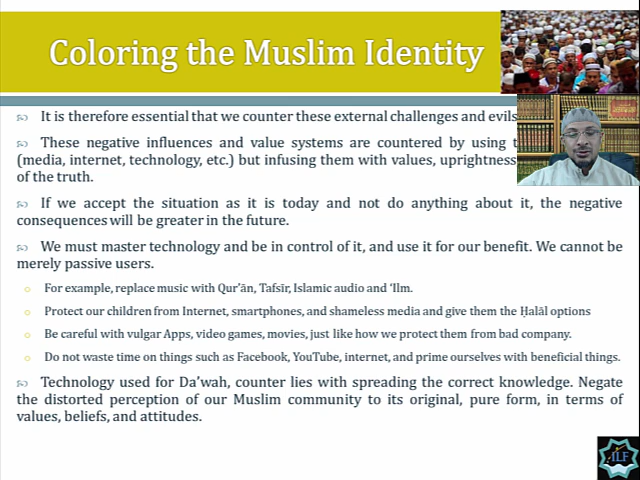 Coloring the Muslim Identity
It is therefore essential that we counter these external challenges and evils
These negative influences and value systems are countered by using
(media, internet, technology, etc.) but infusing them with values, uprightness
of the truth.
If we accept the situation as it is today and not do anything about it, the negative
consequences will be greater in the future.
We must master technology and be in control of it, and use it for our benefit. We cannot be
merely passive users.
For example, replace music with Qur’ān, Tafsīr, Islamic audio and ‘Ilm.
Protect our children from Internet, smartphones, and shameless media and give them the Ḥalāl options
Be careful with vulgar Apps, video games, movies, just like how we protect them from bad company.
Do not waste time on things such as Facebook, YouTube, internet, and prime ourselves with beneficial things.
Technology used for Da’wah, counter lies with spreading the correct knowledge. Negate
the distorted perception of our Muslim community to its original, pure form, in terms of
values, beliefs, and attitudes.
ILF